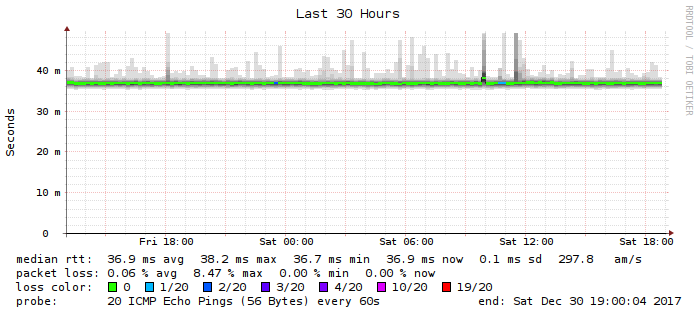 Last 30 Hours
RRDTOOL / TOBI OETIKER
Seconds
40 m
30 m
20 m
10 m
0
Fri 18:00 Sat 00:00 Sat 06:00 Sat 12:00 Sat 18:00
median rtt: 36.9 ms avg 38.2 ms max 36.7 ms min 36.9 ms now 0.1 ms sd 297.8 am/s
packet loss: 0.06 % avg 8.47 % max 0.00 % min 0.00 % now
loss color: 0 1/20 2/20 3/20 4/20 10/20 19/20
probe: 20 ICMP Echo Pings (56 Bytes) every 60s end: Sat Dec 30 19:00:04 2017